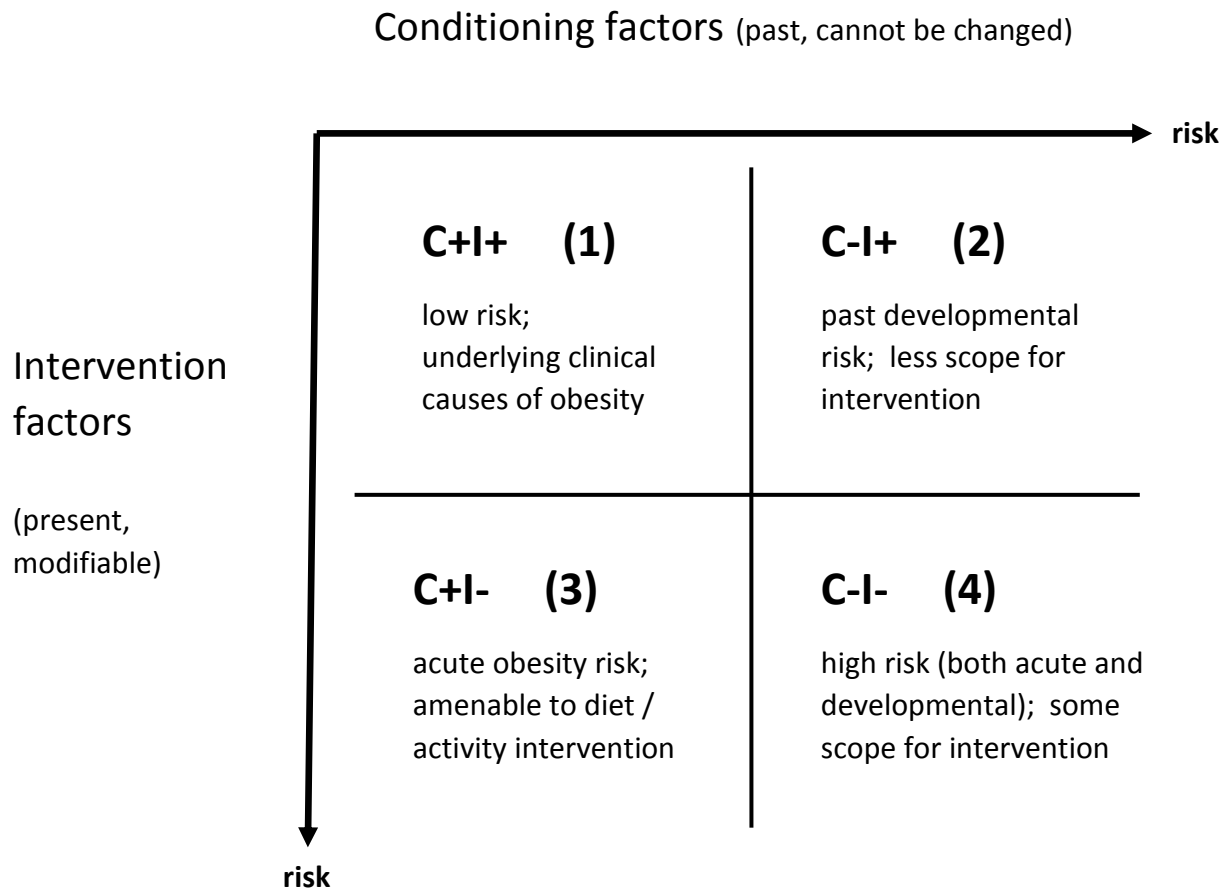 Conditioning factors (past, cannot be changed)
risk
C+I+ (1)
low risk;
underlying clinical
causes of obesity
C-I+ (2)
past developmental
risk; less scope for
intervention
Intervention
factors
(present,
modifiable)
C+I- (3)
acute obesity risk;
amenable to diet /
activity intervention
C-I- (4)
high risk (both acute and
developmental); some
scope for intervention
risk